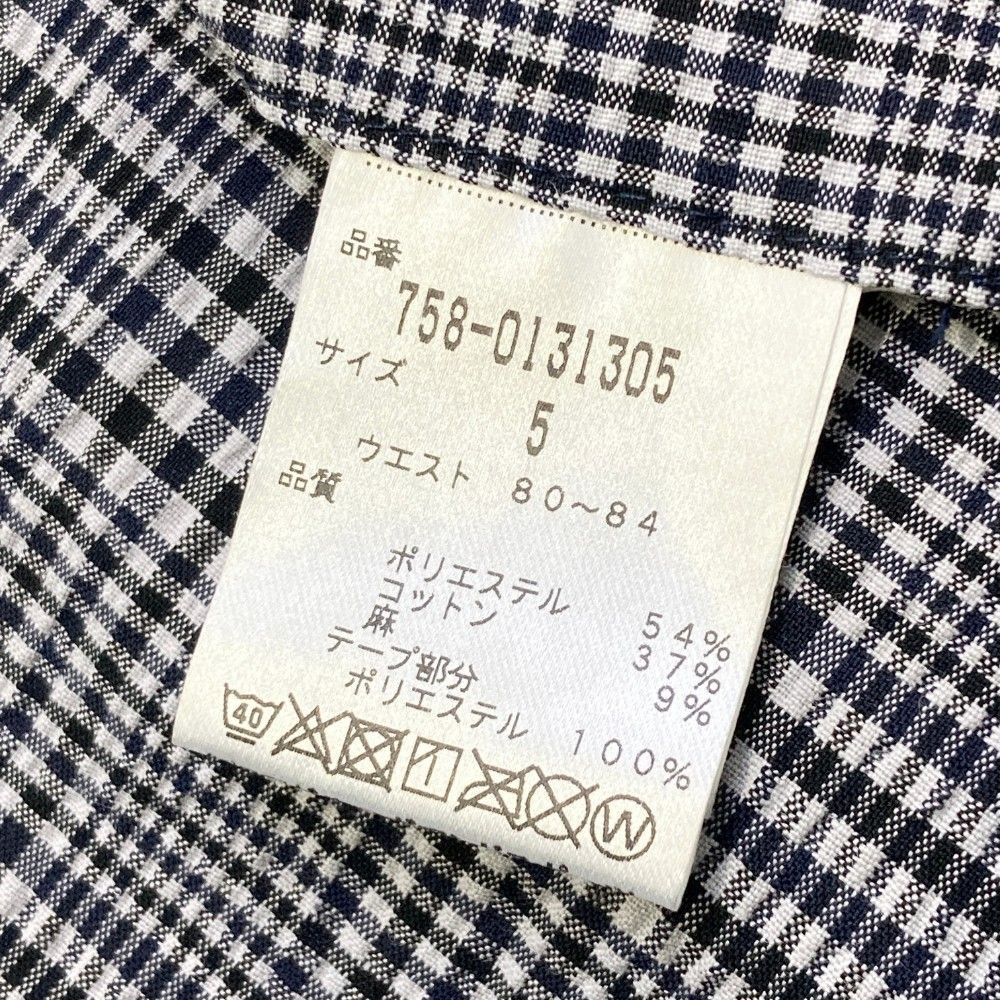 品番
758-0131305
サイズ
5
ウエスト 80~84
品質
ポリエステル 54%
コットン 37%
麻 9%
テープ部分
ポリエステル 100%
40
W